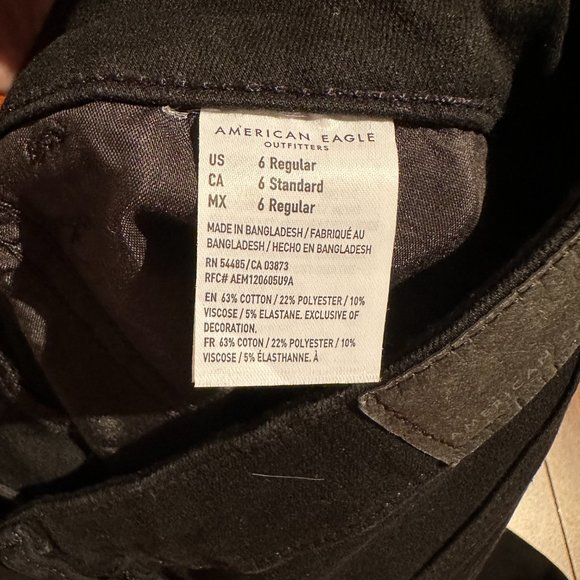 AMERICAN EAGLE
OUTFITTERS
US 6 Regular
CA 6 Standard
MX 6 Regular
MADE IN BANGLADESH / FABRIQUÉ AU
BANGLADESH / HECHO EN BANGLADESH
RN 54485/CA 03873
RFC# AEM120605U9A
EN 63% COTTON / 22% POLYESTER / 10%
VISCOSE / 5% ELASTANE. EXCLUSIVE OF
DECORATION.
FR 63% COTTON / 22% POLYESTER / 10%
VISCOSE / 5% ÉLASTHANNE. À
AMERICAN